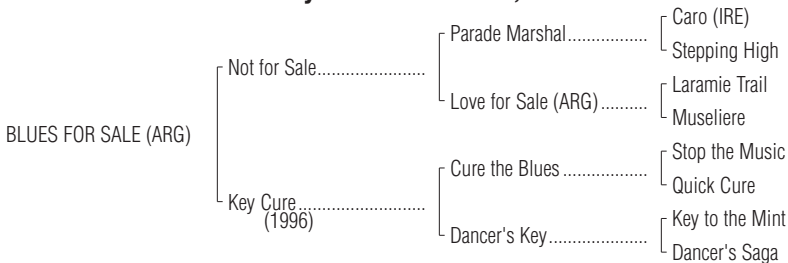 Caro (IRE)
Parade Marshal..................
Stepping High
Not for Sale.......................
Laramie Trail
Love for Sale (ARG)..........
Museliere
BLUES FOR SALE (ARG)
Stop the Music
Cure the Blues ..................
Quick Cure
Key Cure...........................
(1996)
Key to the Mint
Dancer's Key.....................
Dancer's Saga